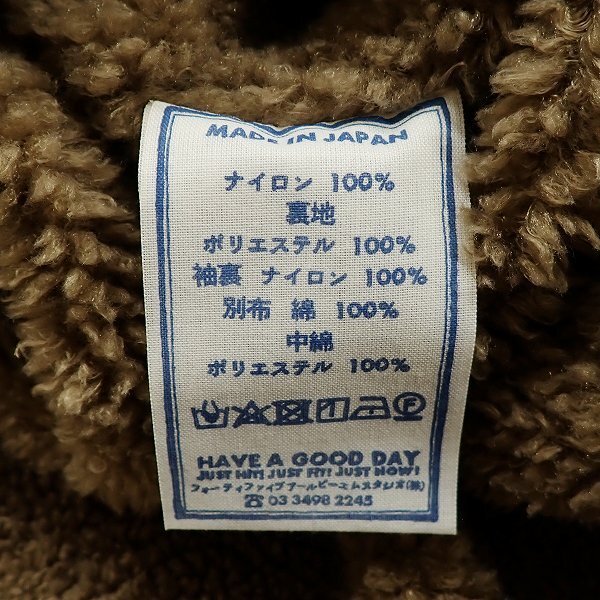 MADE IN JAPAN
ナイロン 100%
裏地
ポリエステル 100%
袖裏 ナイロン 100%
別布 綿 100%
中綿
ポリエステル 100%
HAVE A GOOD DAY
JUST HIT! JUST FIT! JUST NOW!
フォーティファイブアールピーエムスタジオ(株)
☎ 03 3498 2245